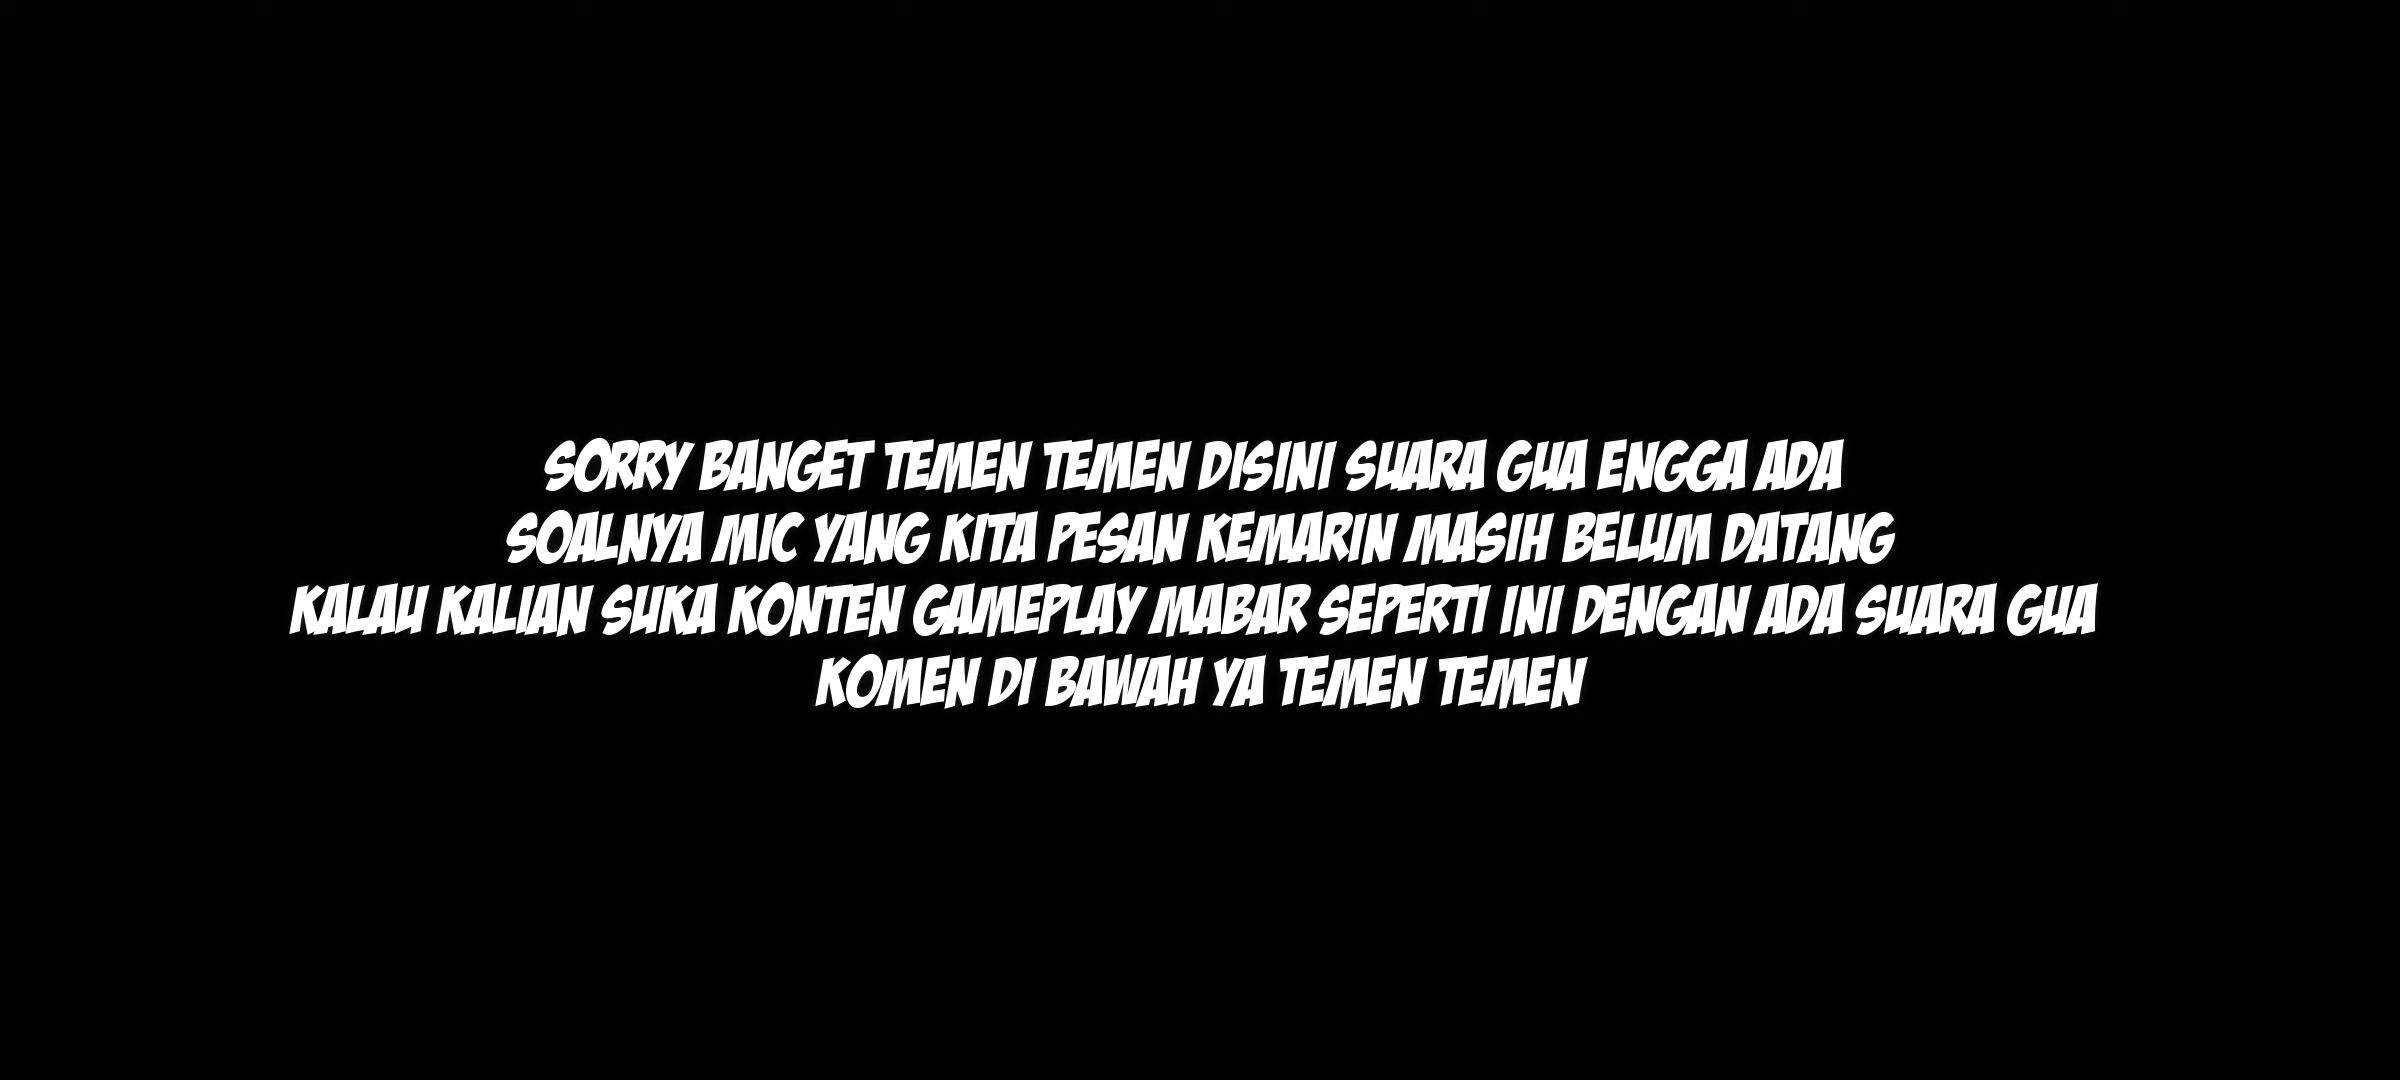 SORRY BANGET TEMEN TEMEN DISINI SUARA GUA ENGGA ADA
SOALNYA MIC YANG KITA PESAN KEMARIN MASIH BELUM DATANG
KALAU KALIAN SUKA KONTEN GAMEPLAY MABAR SEPERTI INI DENGAN ADA SUARA GUA
KOMEN DI BAWAH YA TEMEN TEMEN